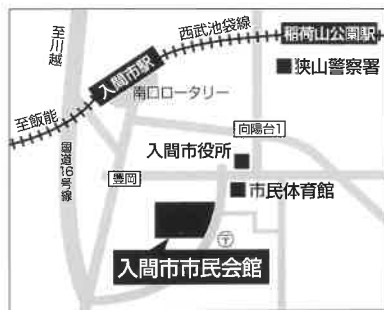 至川越
西武池袋線
稲荷山公園駅
狭山警察署
入間市駅
南口ロータリー
至飯能
国道16号線
向陽台1
入間市役所
豊岡
市民体育館
〒
入間市市民会館